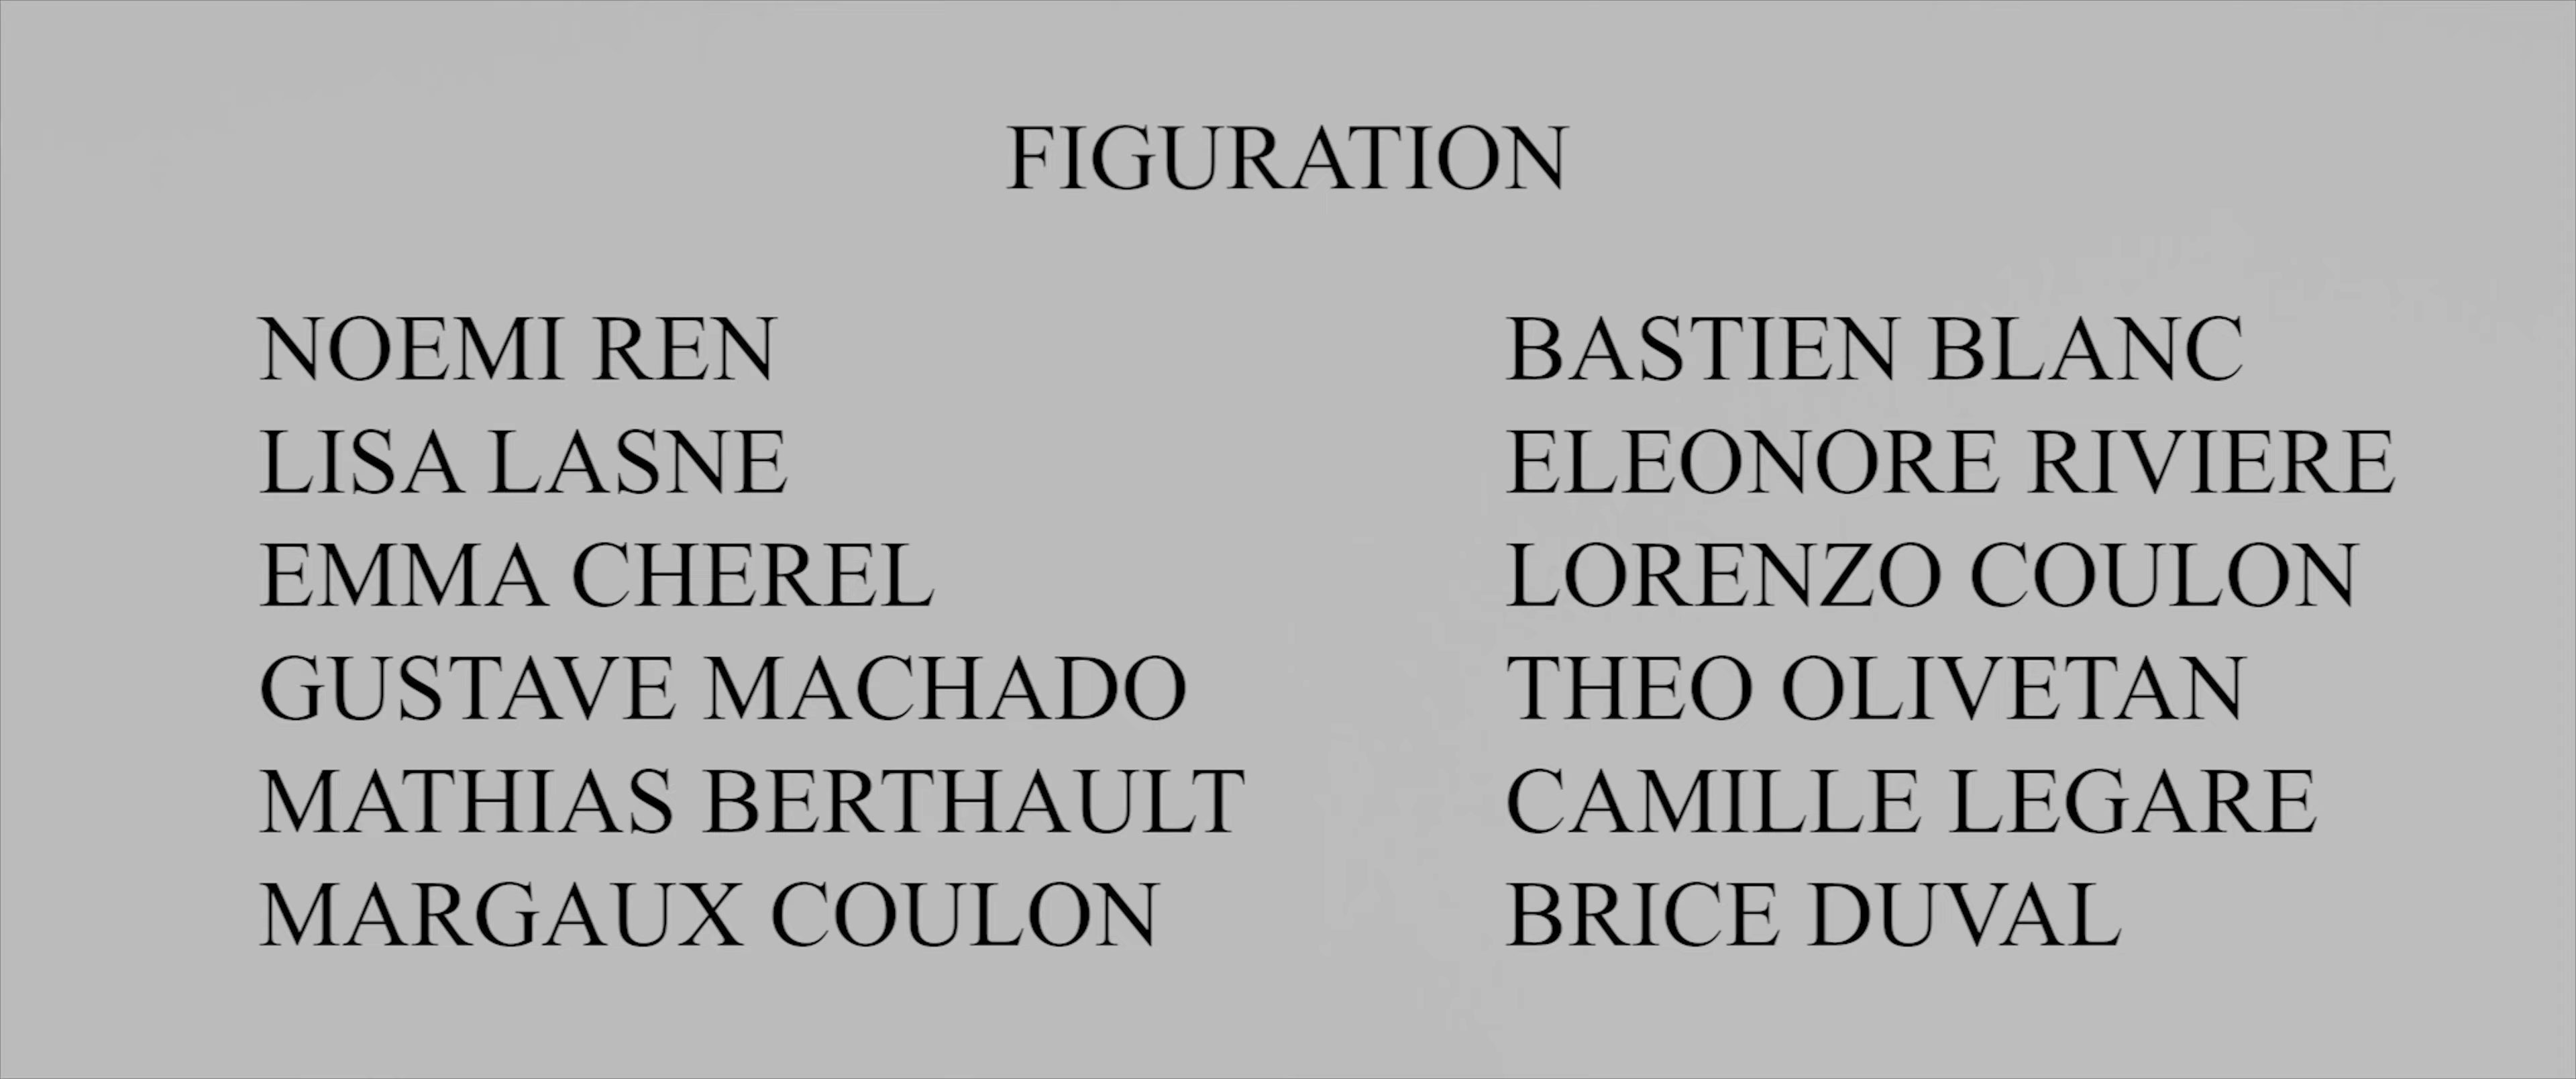 FIGURATION
NOEMI REN
LISA LASNE
EMMA CHEREL
GUSTAVE MACHADO
MATHIAS BERTHAULT
MARGAUX COULON
BASTIEN BLANC
ELEONORE RIVIERE
LORENZO COULON
THEO OLIVETAN
CAMILLE LEGARE
BRICE DUVAL